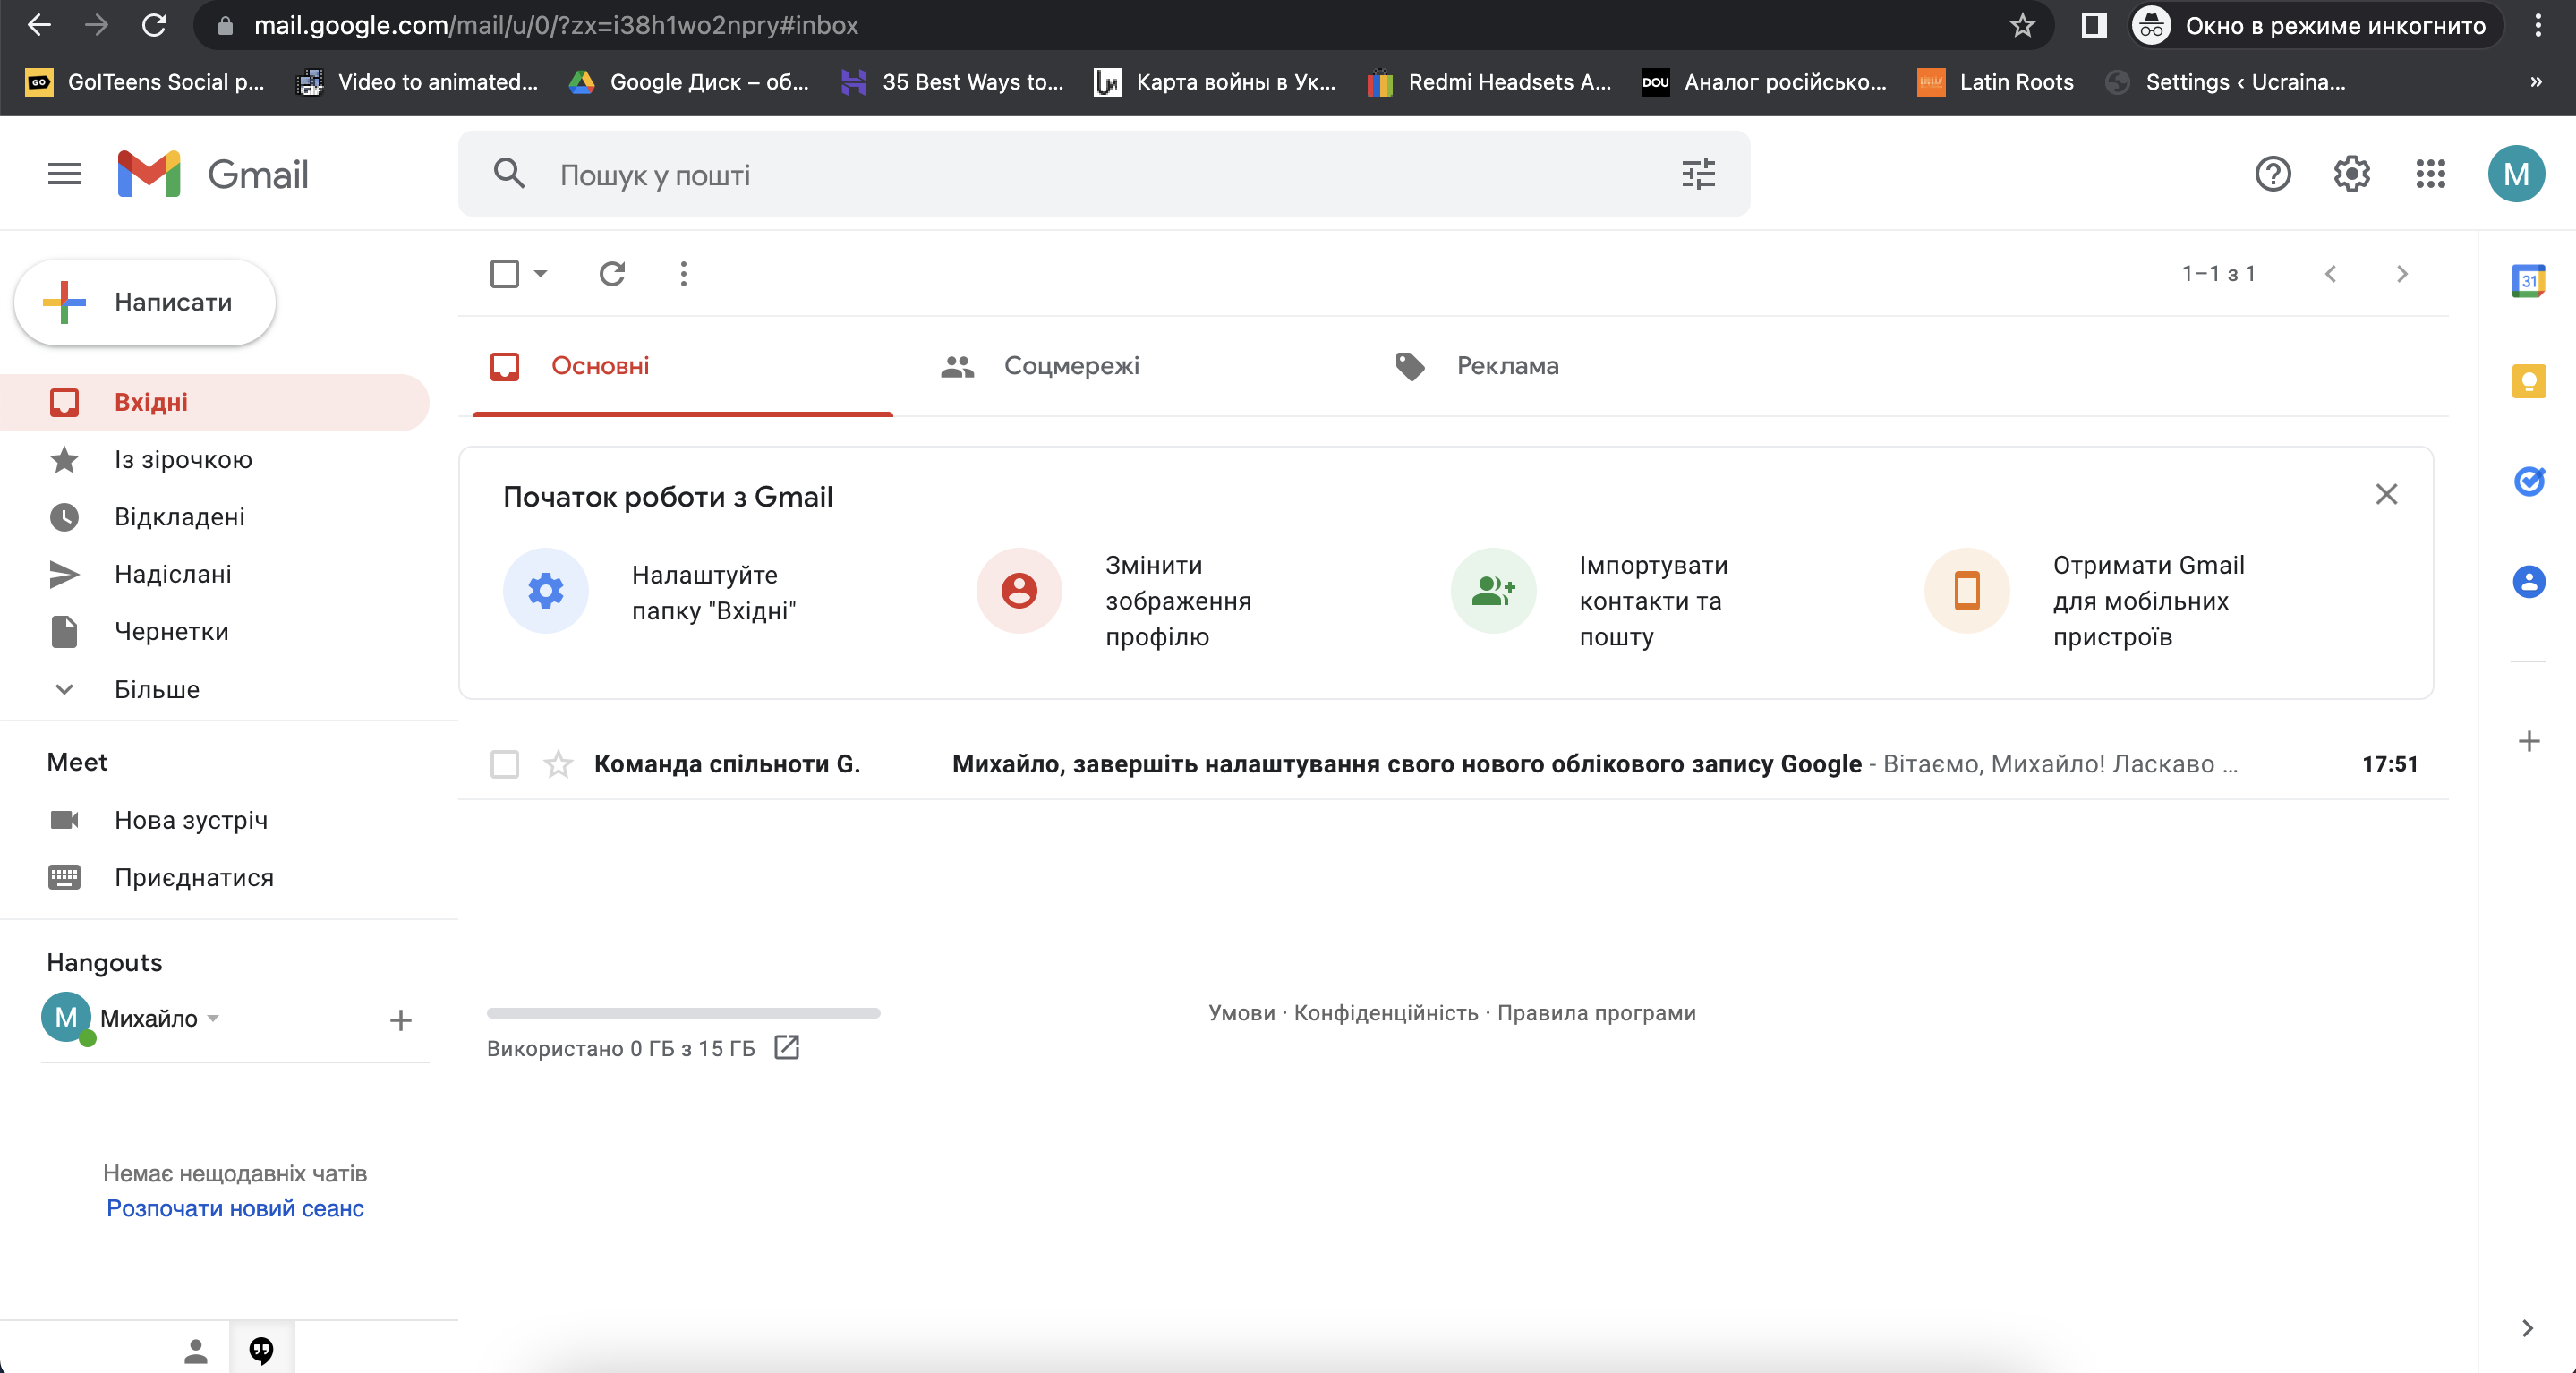 mail.google.com/mail/u/0/?zx=i38h1wo2npry#inbox
Окно в режиме инкогнито
GoITeens Social p...
Video to animated...
Google Диск – об...
35 Best Ways to...
Карта войны в Ук...
Redmi Headsets A...
DOU
Аналог російсько...
Latin Roots
Settings ‹ Ucraina...
»
Gmail
Пошук у пошті
M
Написати
1–1 з 1
31
Основні
Соцмережі
Реклама
Вхідні
Із зірочкою
Відкладені
Надіслані
Чернетки
Більше
Початок роботи з Gmail
Налаштуйте
папку "Вхідні"
Змінити
зображення
профілю
Імпортувати
контакти та
пошту
Отримати Gmail
для мобільних
пристроїв
Команда спільноти G.
Михайло, завершіть налаштування свого нового облікового запису Google - Вітаємо, Михайло! Ласкаво ...
17:51
Meet
Нова зустріч
Приєднатися
Hangouts
M
Михайло
Використано 0 ГБ з 15 ГБ
Умови · Конфіденційність · Правила програми
Немає нещодавніх чатів
Розпочати новий сеанс